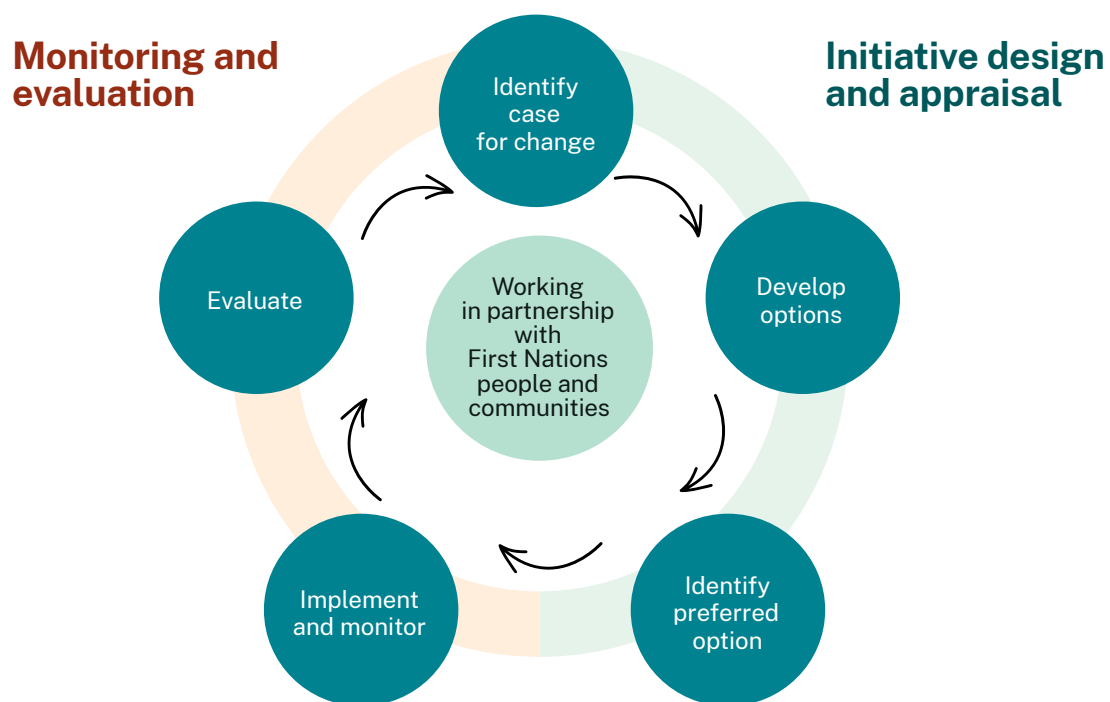 Monitoring and
evaluation
Initiative design
and appraisal
Identify
case
for change
Develop
options
Identify
preferred
option
Implement
and monitor
Evaluate
Working
in partnership
with
First Nations
people and
communities